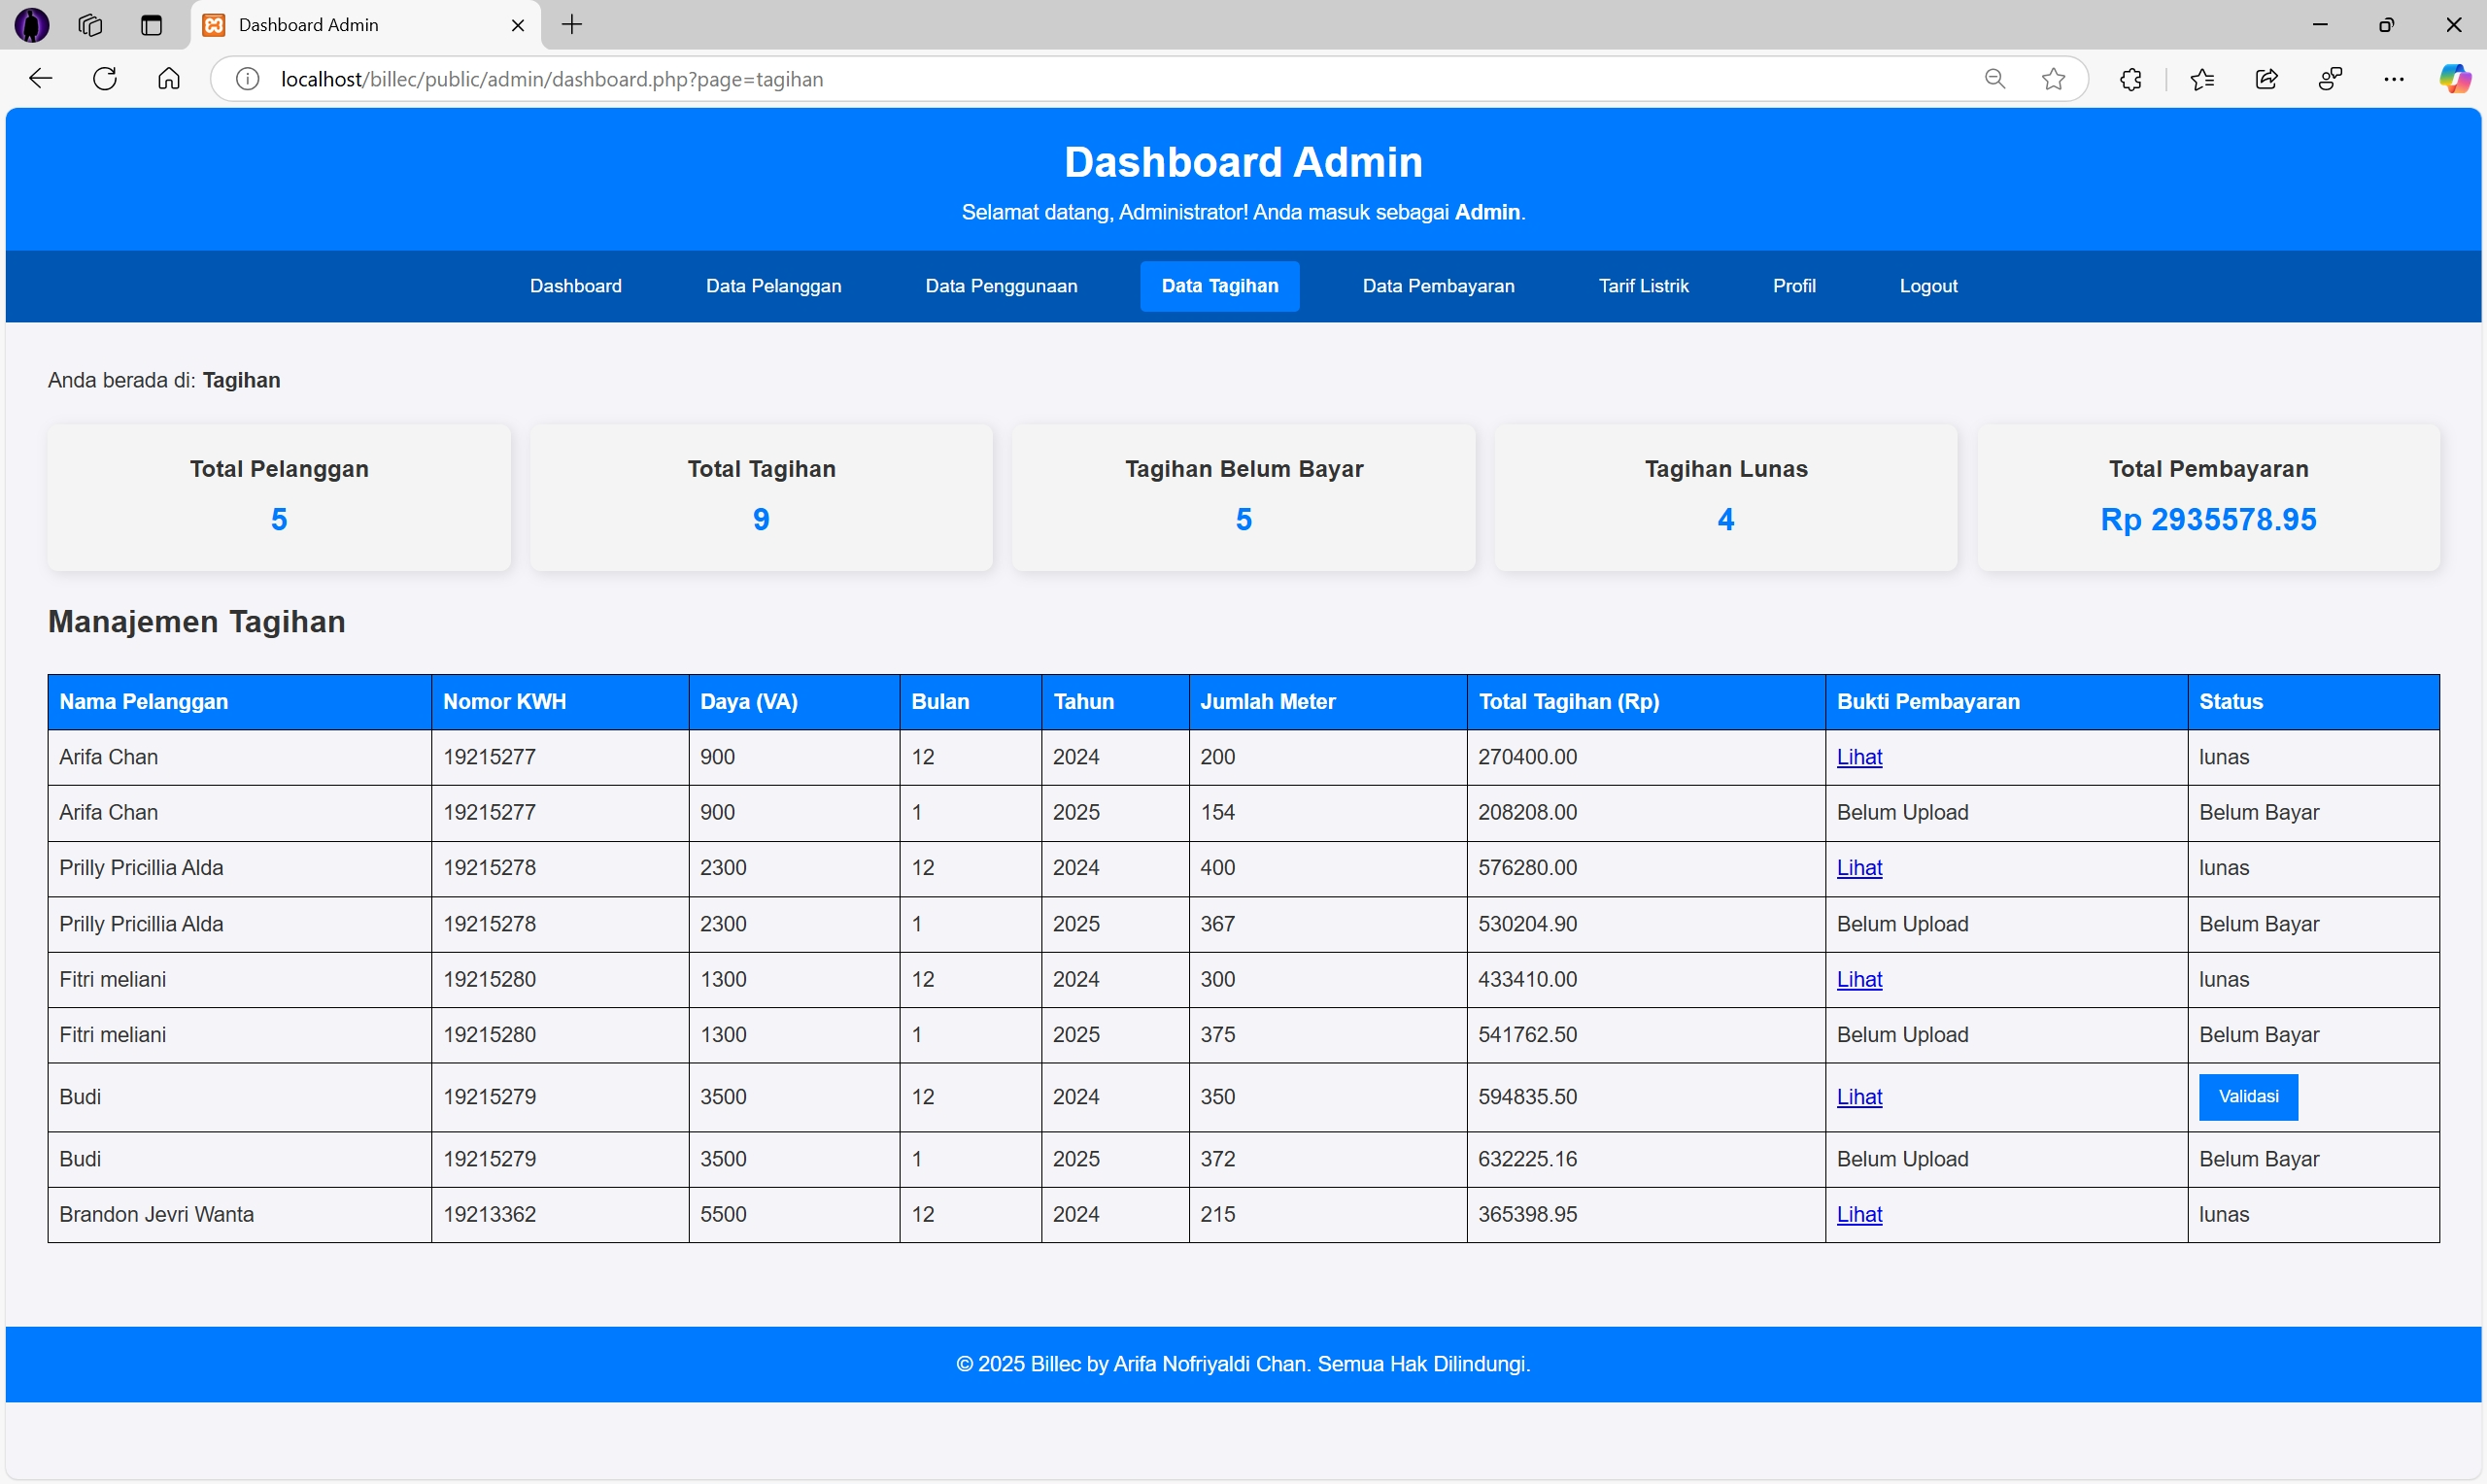 Dashboard Admin
localhost/billec/public/admin/dashboard.php?page=tagihan
Dashboard Admin
Selamat datang, Administrator! Anda masuk sebagai Admin.
Dashboard Data Pelanggan Data Penggunaan Data Tagihan Data Pembayaran Tarif Listrik Profil Logout
Anda berada di: Tagihan
Total Pelanggan Total Tagihan Tagihan Belum Bayar Tagihan Lunas Total Pembayaran
5 9 5 4 Rp 2935578.95
Manajemen Tagihan
Nama Pelanggan Nomor KWH Daya (VA) Bulan Tahun Jumlah Meter Total Tagihan (Rp) Bukti Pembayaran Status
Arifa Chan 19215277 900 12 2024 200 270400.00 Lihat lunas
Arifa Chan 19215277 900 1 2025 154 208208.00 Belum Upload Belum Bayar
Prilly Pricillia Alda 19215278 2300 12 2024 400 576280.00 Lihat lunas
Prilly Pricillia Alda 19215278 2300 1 2025 367 530204.90 Belum Upload Belum Bayar
Fitri meliani 19215280 1300 12 2024 300 433410.00 Lihat lunas
Fitri meliani 19215280 1300 1 2025 375 541762.50 Belum Upload Belum Bayar
Budi 19215279 3500 12 2024 350 594835.50 Lihat Validasi
Budi 19215279 3500 1 2025 372 632225.16 Belum Upload Belum Bayar
Brandon Jevri Wanta 19213362 5500 12 2024 215 365398.95 Lihat lunas
© 2025 Billec by Arifa Nofriyaldi Chan. Semua Hak Dilindungi.